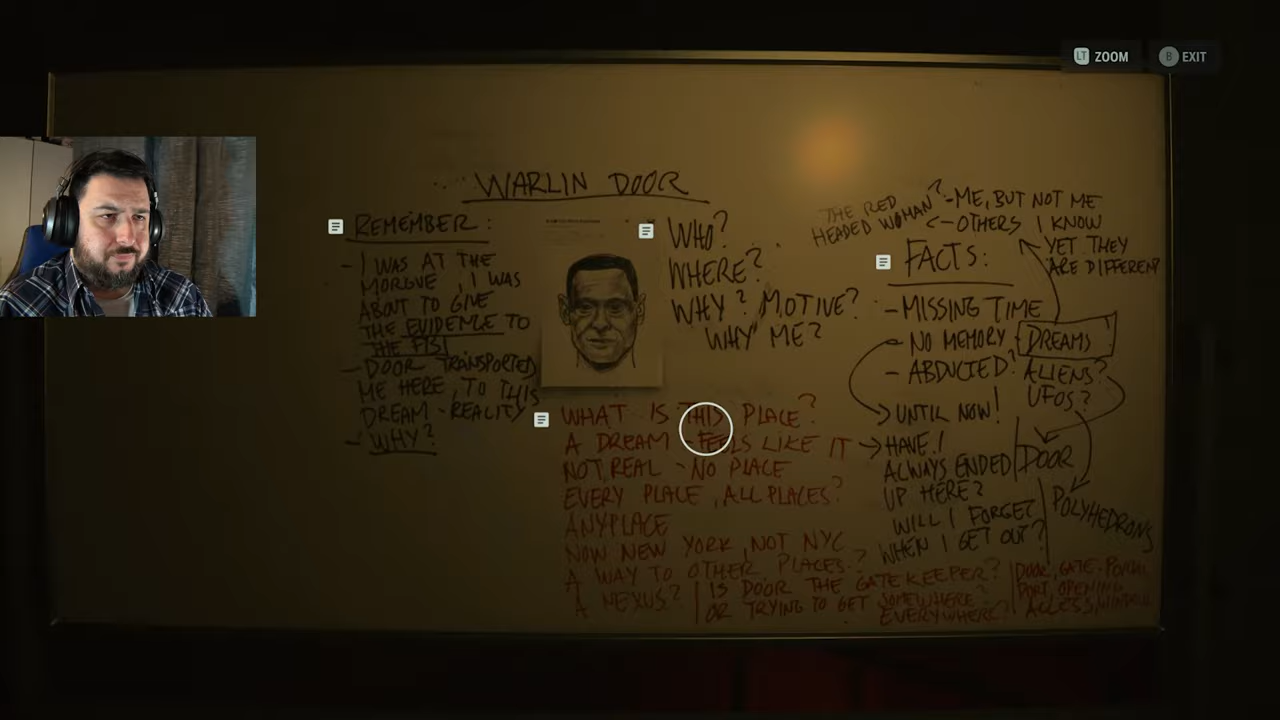 LT ZOOM
B EXIT
WARLIN DOOR
REMEMBER:
- I WAS AT THE
MORGUE, I WAS
ABOUT TO GIVE
THE EVIDENCE TO
THE FBI
- DOOR TRANSPORTED
ME HERE, TO THIS
DREAM-REALITY
- WHY?
WHO?
WHERE?
WHY? MOTIVE?
WHY ME?
THE RED
HEADED WOMAN?
- ME, BUT NOT ME
<- OTHERS I KNOW
YET THEY
ARE DIFFERENT
FACTS:
- MISSING TIME
- NO MEMORY
DREAMS
- ABDUCTED?
ALIENS?
UFOS?
UNTIL NOW!
HAVE I
ALWAYS ENDED
UP HERE?
DOOR
WILL I FORGET
WHEN I GET OUT?
POLYHEDRONS
WHAT IS THIS PLACE?
A DREAM - FEELS LIKE IT
NOT REAL - NO PLACE
EVERY PLACE, ALL PLACES?
ANYPLACE
NOW NEW YORK, NOT NYC
A WAY TO OTHER PLACES?
A NEXUS?
IS DOOR THE GATEKEEPER?
OR TRYING TO GET SOMEWHERE?
EVERYWHERE?
DOOR, GATE, PORTAL
PORT, OPENING
ACCESS,